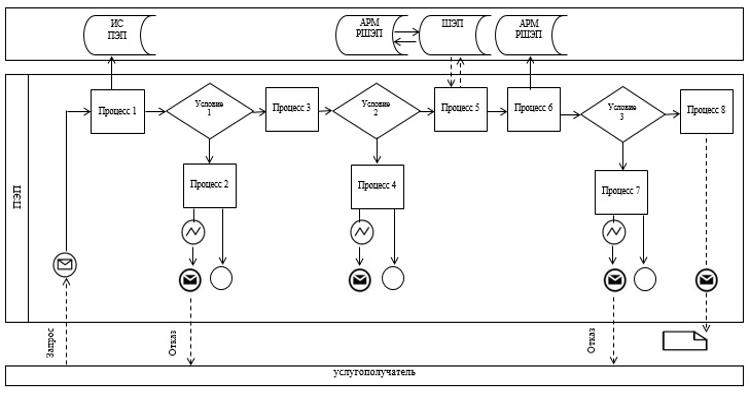 ИС
ПЭП
АРМ
РШЭП
ШЭП
АРМ
РШЭП
Процесс 1
Условие
1
Процесс 3
Условие
2
Процесс 5
Процесс 6
Условие
3
Процесс 8
Процесс 2
Процесс 4
Процесс 7
ПЭП
Запрос
Отказ
Отказ
услугополучатель